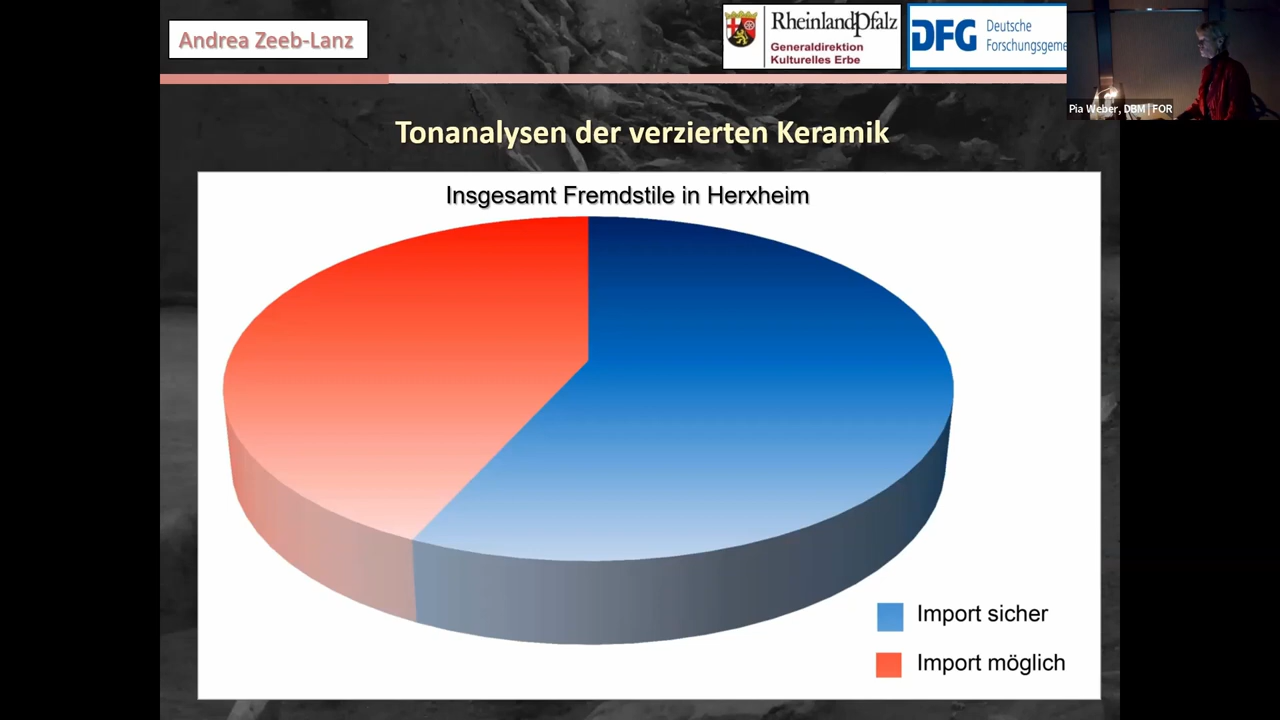 Andrea Zeeb-Lanz
RheinlandPfalz
Generaldirektion
Kulturelles Erbe
DFG
Deutsche
Forschungsgeme
Pia Weber, DBM|FOR
Tonanalysen der verzierten Keramik
Insgesamt Fremdstile in Herxheim
Import sicher
Import möglich